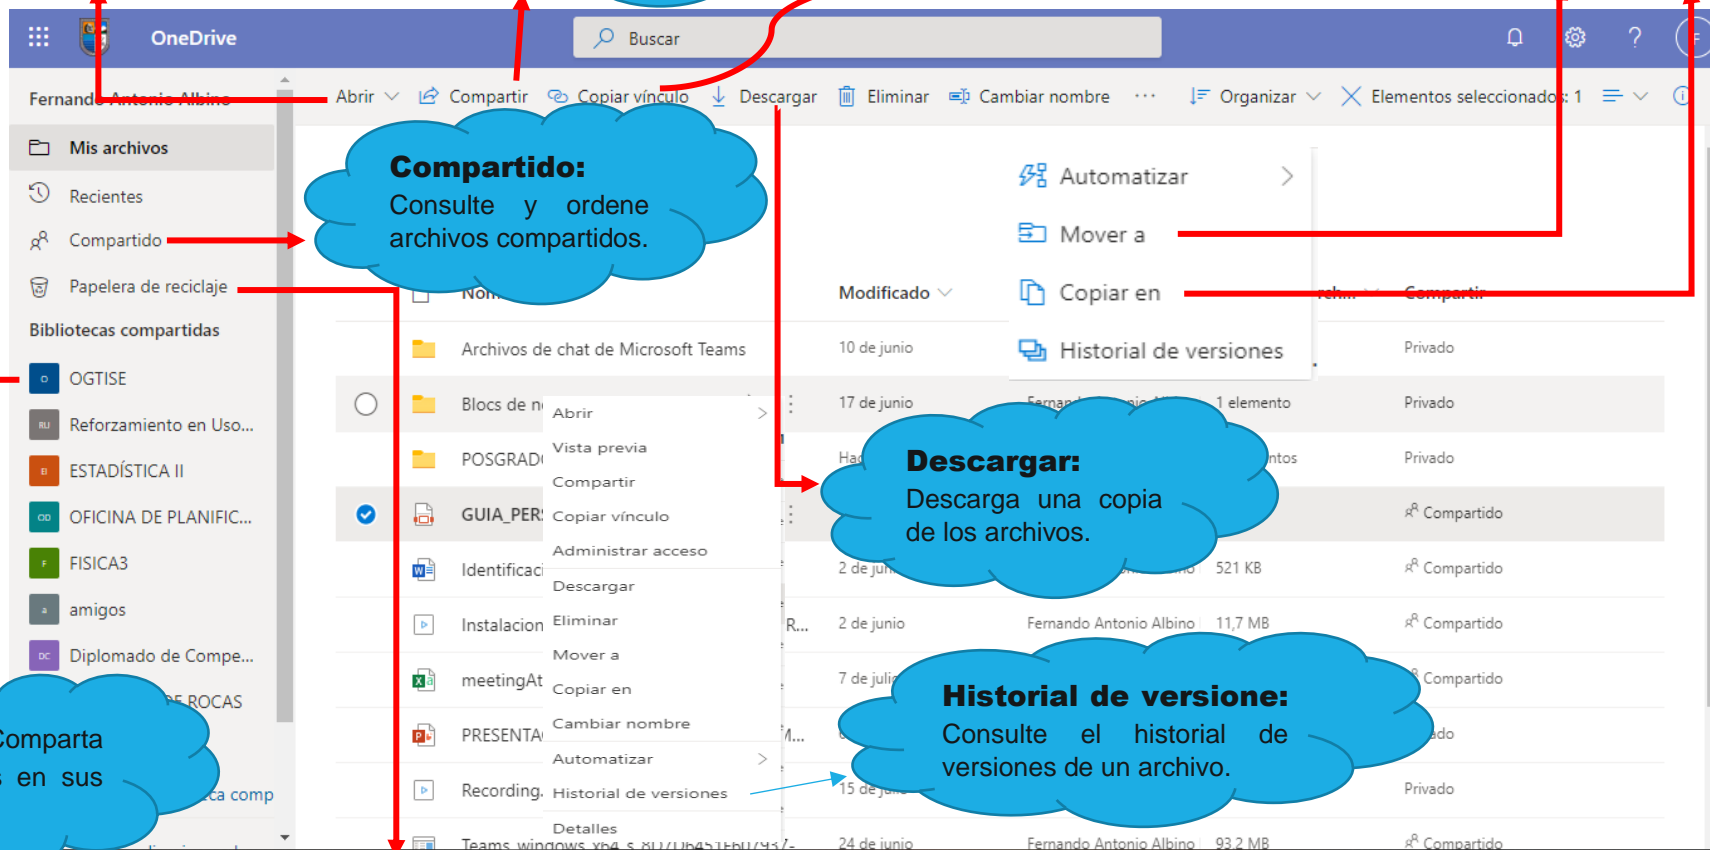 OneDrive
Buscar
F
Fernando Antonio Albino
Abrir
Compartir
Copiar vínculo
Descargar
Eliminar
Cambiar nombre
Organizar
Elementos seleccionados: 1
Mis archivos
Recientes
Compartido
Papelera de reciclaje
Bibliotecas compartidas
OGTISE
Reforzamiento en Uso...
ESTADÍSTICA II
OFICINA DE PLANIFIC...
FISICA3
amigos
Diplomado de Compe...
DE ROCAS
Comparta
en sus
Compartido:
Consulte y ordene
archivos compartidos.
Automatizar
Mover a
Copiar en
Historial de versiones
Modificado
Compartir
Archivos de chat de Microsoft Teams
10 de junio
Privado
Blocs de
17 de junio
Fernando Antonio Albino
1 elemento
Privado
Privado
Compartido
Identificaci
2 de jun
521 KB
Compartido
Instalacion
R...
2 de junio
Fernando Antonio Albino
11,7 MB
Compartido
meetingAt
7 de julio
Compartido
PRESENTA
M...
Recording.
15 de
Privado
24 de junio
Fernando Antonio Albino
93,2 MB
Compartido
Abrir
Vista previa
Compartir
Copiar vínculo
Administrar acceso
Descargar
Eliminar
Mover a
Copiar en
Cambiar nombre
Automatizar
Historial de versiones
Detalles
Descargar:
Descarga una copia
de los archivos.
Historial de versione:
Consulte el historial de
versiones de un archivo.